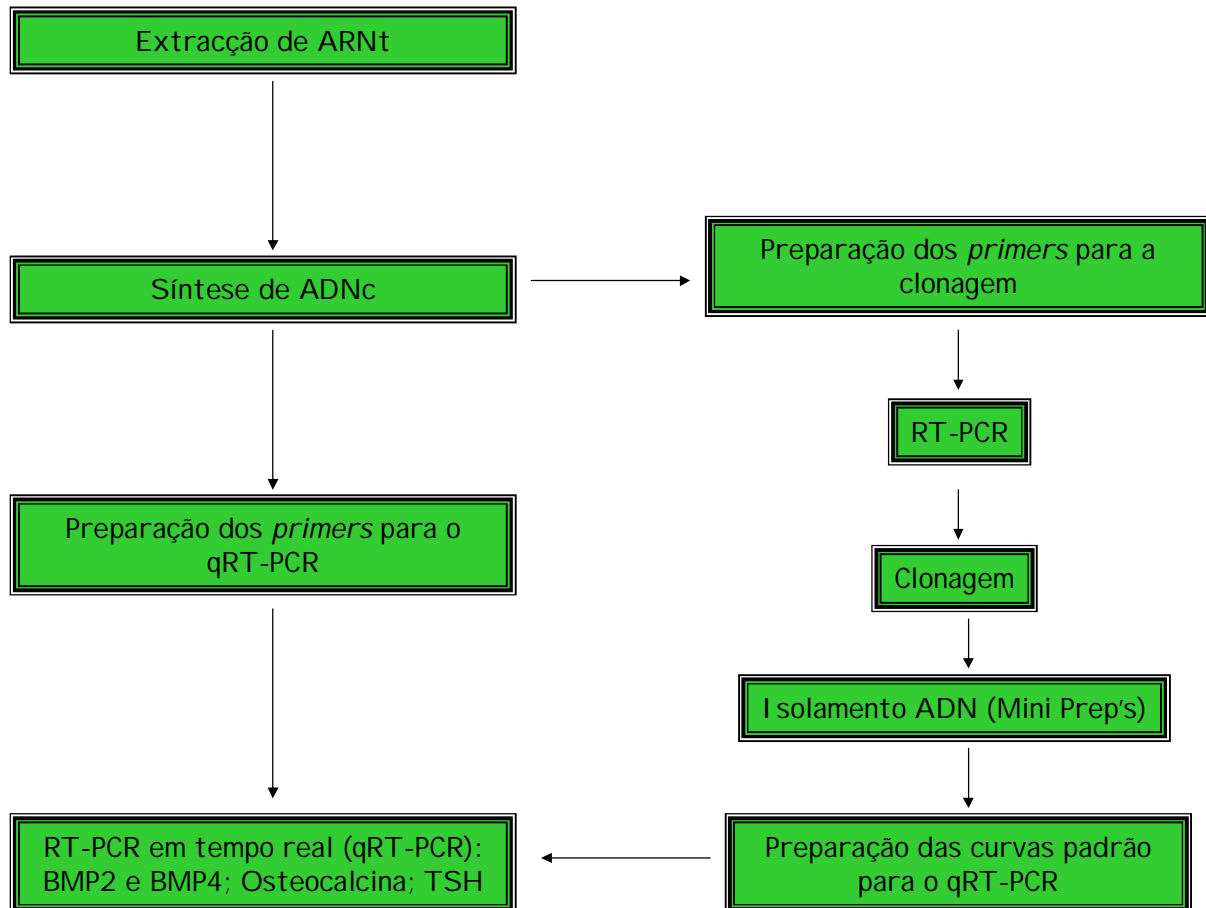 Extracção de ARNt
Síntese de ADNc
Preparação dos primers para a
clonagem
RT-PCR
Preparação dos primers para o
qRT-PCR
Clonagem
Isolamento ADN (Mini Prep's)
RT-PCR em tempo real (qRT-PCR):
BMP2 e BMP4; Osteocalcina; TSH
Preparação das curvas padrão
para o qRT-PCR